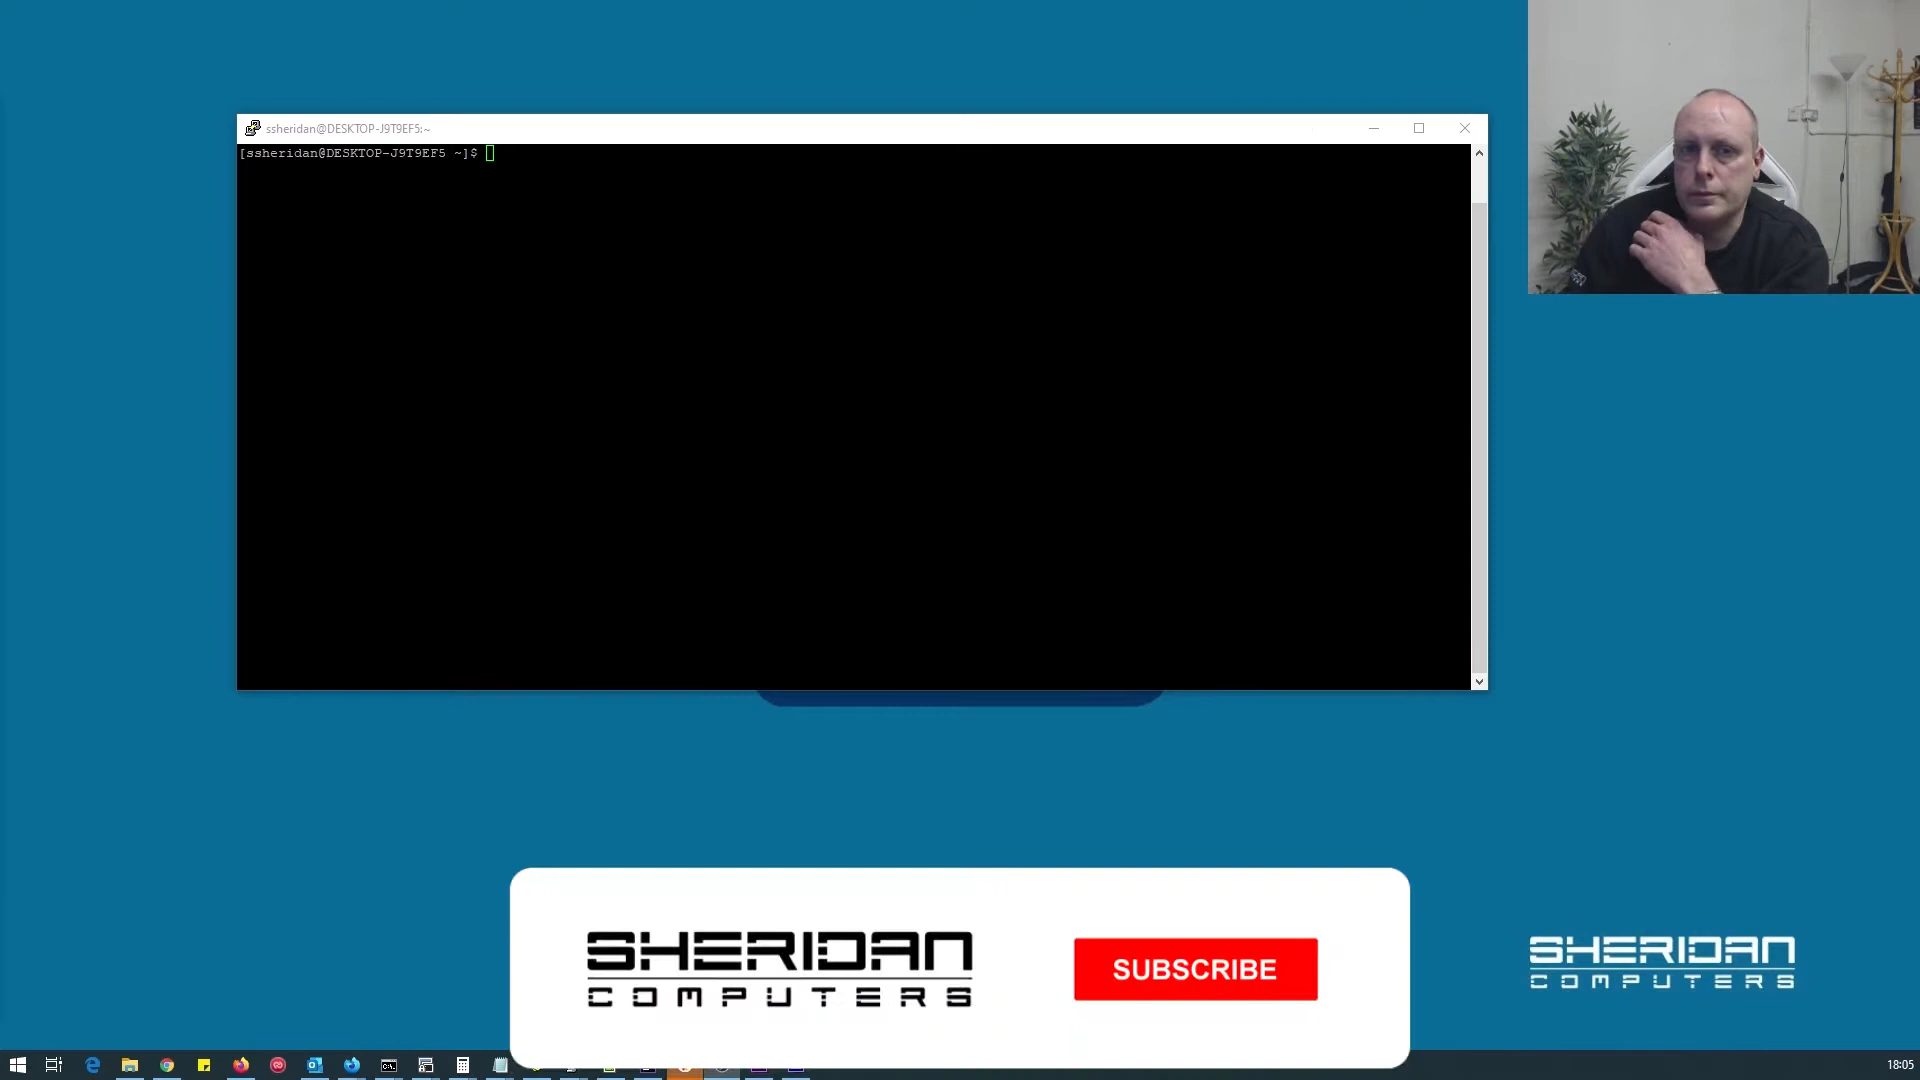 ssheridan@DESKTOP-J9T9EF5:~
[ssheridan@DESKTOP-J9T9EF5 ~]$
SHERIDAN
COMPUTERS
SUBSCRIBE
SHERIDAN
COMPUTERS
18:05